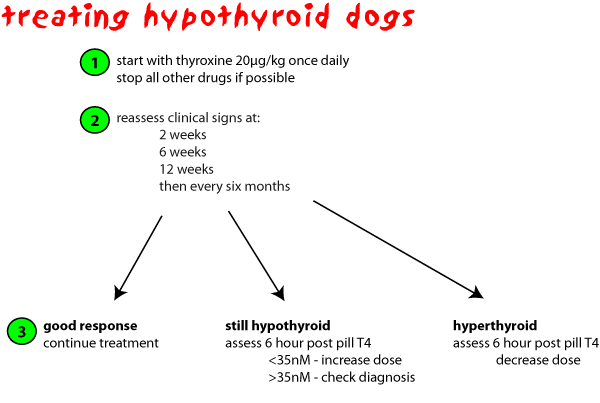 treating hypothyroid dogs
1 start with thyroxine 20µg/kg once daily
stop all other drugs if possible
2 reassess clinical signs at:
2 weeks
6 weeks
12 weeks
then every six months
3 good response
continue treatment
still hypothyroid
assess 6 hour post pill T4
<35nM - increase dose
>35nM - check diagnosis
hyperthyroid
assess 6 hour post pill T4
decrease dose